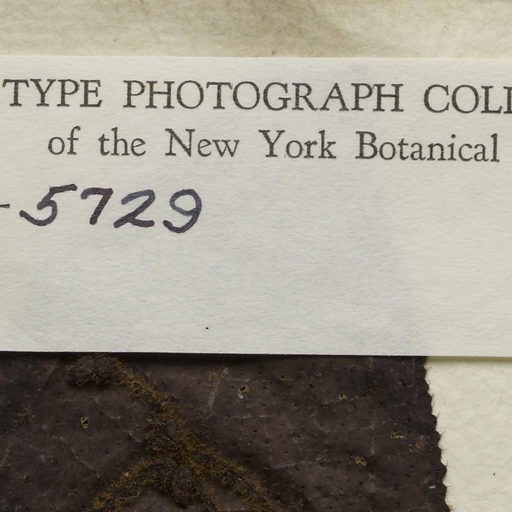 TYPE PHOTOGRAPH COLL
of the New York Botanical
-5729